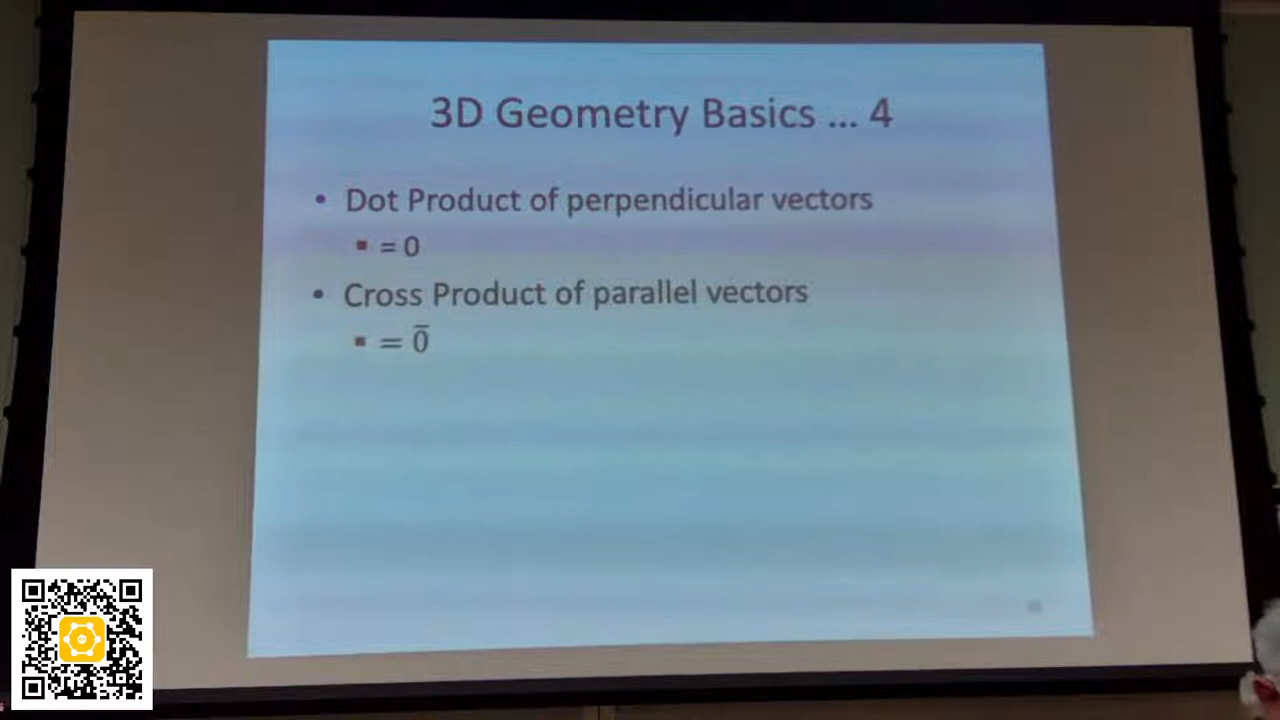 3D Geometry Basics ... 4
• Dot Product of perpendicular vectors
▪ = 0
• Cross Product of parallel vectors
▪ = 0̅